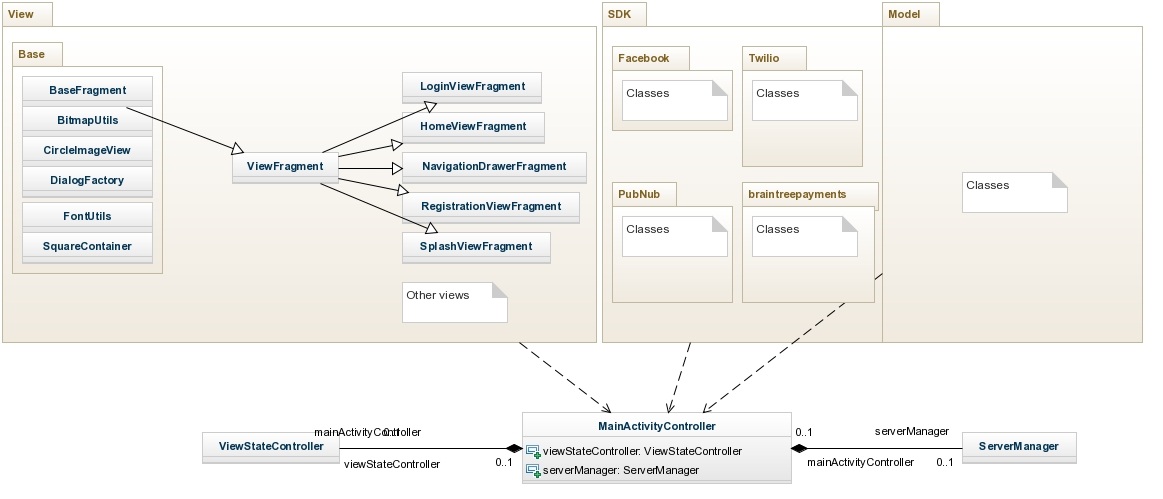 View
SDK
Model
Base
BaseFragment
BitmapUtils
CircleImageView
DialogFactory
FontUtils
SquareContainer
ViewFragment
LoginViewFragment
HomeViewFragment
NavigationDrawerFragment
RegistrationViewFragment
SplashViewFragment
Other views
Facebook
Classes
Twilio
Classes
PubNub
Classes
braintreepayments
Classes
Classes
ViewStateController
mainActivityController
viewStateController
0..1
MainActivityController
viewStateController: ViewStateController
serverManager: ServerManager
0..1
serverManager
mainActivityController
0..1
ServerManager